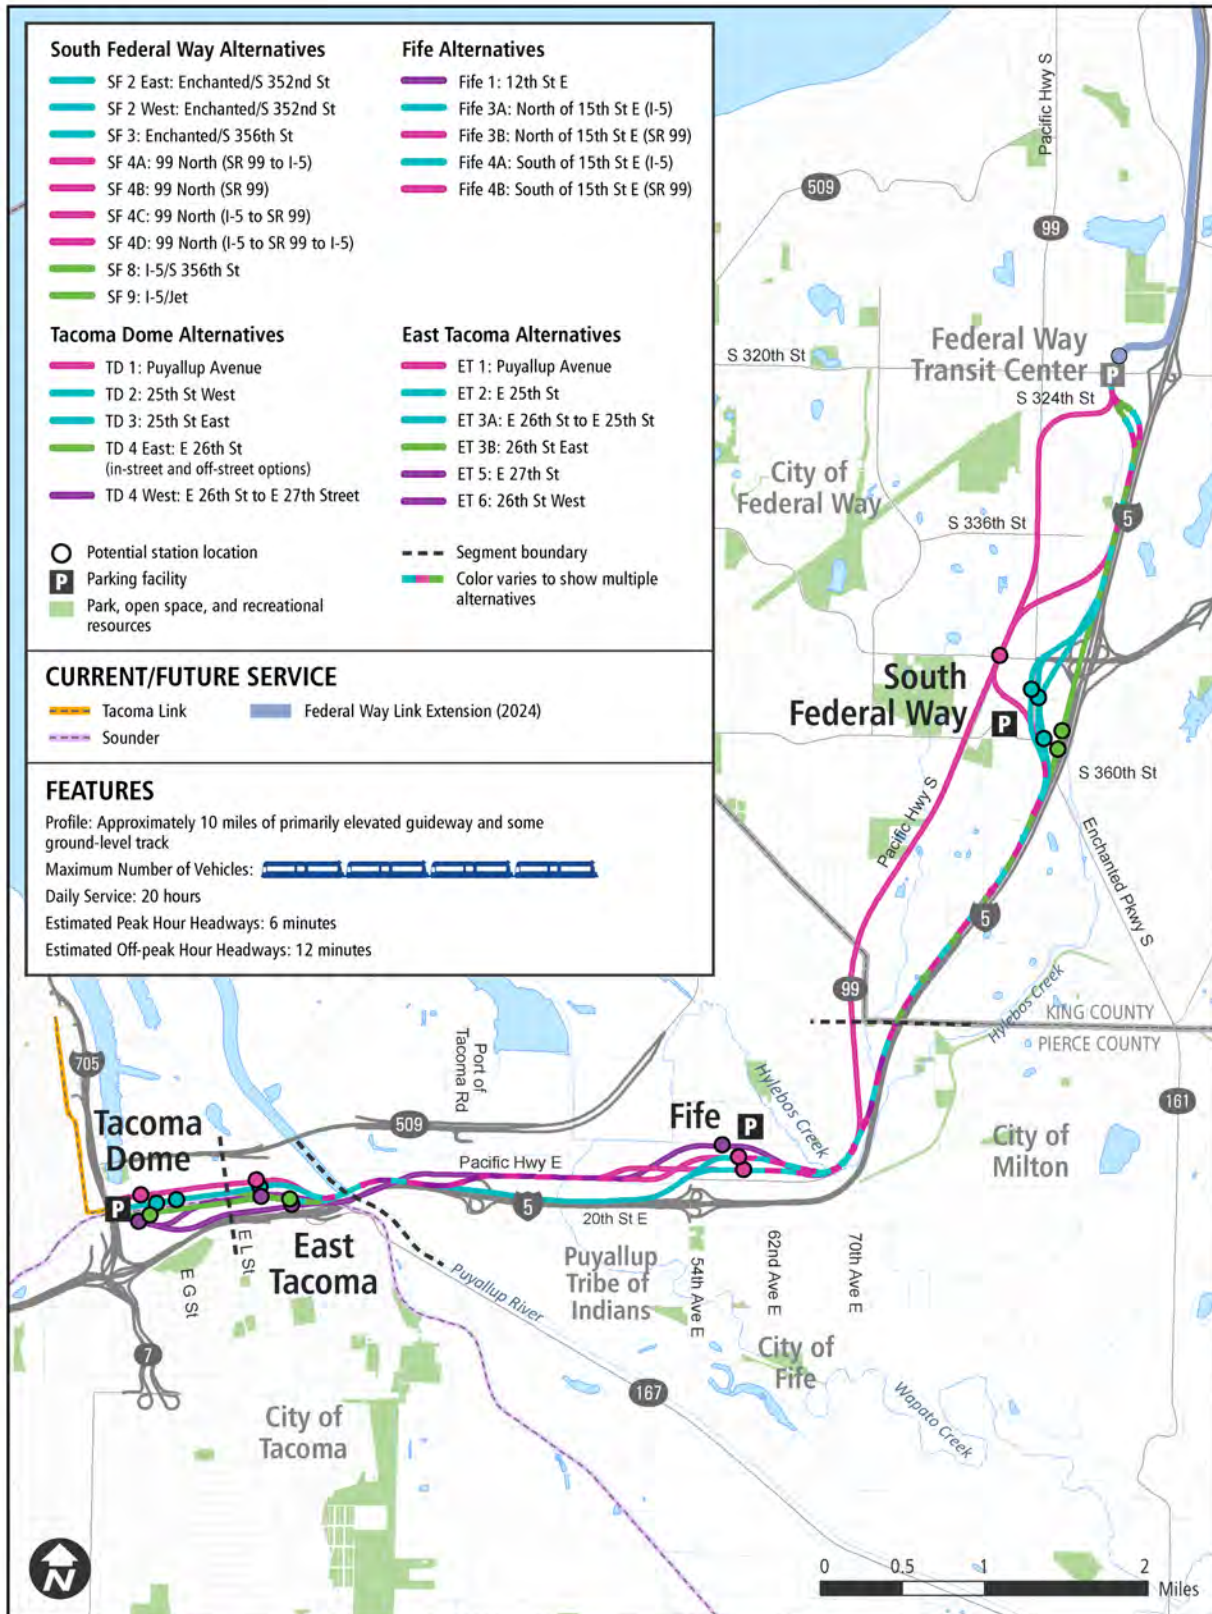 South Federal Way Alternatives
SF 2 East: Enchanted/S 352nd St
SF 2 West: Enchanted/S 352nd St
SF 3: Enchanted/S 356th St
SF 4A: 99 North (SR 99 to I-5)
SF 4B: 99 North (SR 99)
SF 4C: 99 North (I-5 to SR 99)
SF 4D: 99 North (I-5 to SR 99 to I-5)
SF 8: I-5/S 356th St
SF 9: I-5/Jet
Fife Alternatives
Fife 1: 12th St E
Fife 3A: North of 15th St E (I-5)
Fife 3B: North of 15th St E (SR 99)
Fife 4A: South of 15th St E (I-5)
Fife 4B: South of 15th St E (SR 99)
Tacoma Dome Alternatives
TD 1: Puyallup Avenue
TD 2: 25th St West
TD 3: 25th St East
TD 4 East: E 26th St
(in-street and off-street options)
TD 4 West: E 26th St to E 27th Street
East Tacoma Alternatives
ET 1: Puyallup Avenue
ET 2: E 25th St
ET 3A: E 26th St to E 25th St
ET 3B: 26th St East
ET 5: E 27th St
ET 6: 26th St West
Potential station location
P Parking facility
Park, open space, and recreational
resources
Segment boundary
Color varies to show multiple
alternatives
CURRENT/FUTURE SERVICE
Tacoma Link
Federal Way Link Extension (2024)
Sounder
FEATURES
Profile: Approximately 10 miles of primarily elevated guideway and some
ground-level track
Maximum Number of Vehicles:
Daily Service: 20 hours
Estimated Peak Hour Headways: 6 minutes
Estimated Off-peak Hour Headways: 12 minutes
Pacific Hwy S
509
99
Federal Way
Transit Center
P
S 320th St
S 324th St
City of
Federal Way
S 336th St
5
South
Federal Way
P
S 360th St
Pacific Hwy S
Enchanted Pkwy S
5
99
Hylebos Creek
KING COUNTY
PIERCE COUNTY
161
City of
Milton
705
Port of
Tacoma Rd
Hylebos Creek
Tacoma
Dome
509
Fife
P
Pacific Hwy E
P
5
20th St E
E L St
East
Tacoma
E G St
Puyallup River
Puyallup
Tribe of
Indians
54th Ave E
62nd Ave E
70th Ave E
City of
Fife
7
167
Wapato Creek
City of
Tacoma
N
0 0.5 1 2
Miles